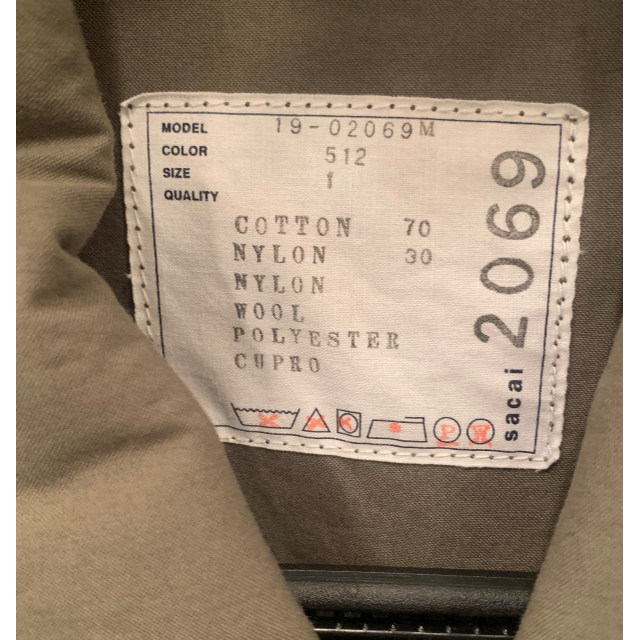 MODEL 19-02069M
COLOR 512
SIZE 1
QUALITY
COTTON 70
NYLON 30
NYLON
WOOL
POLYESTER
CUPRO
P W
sacai 2069